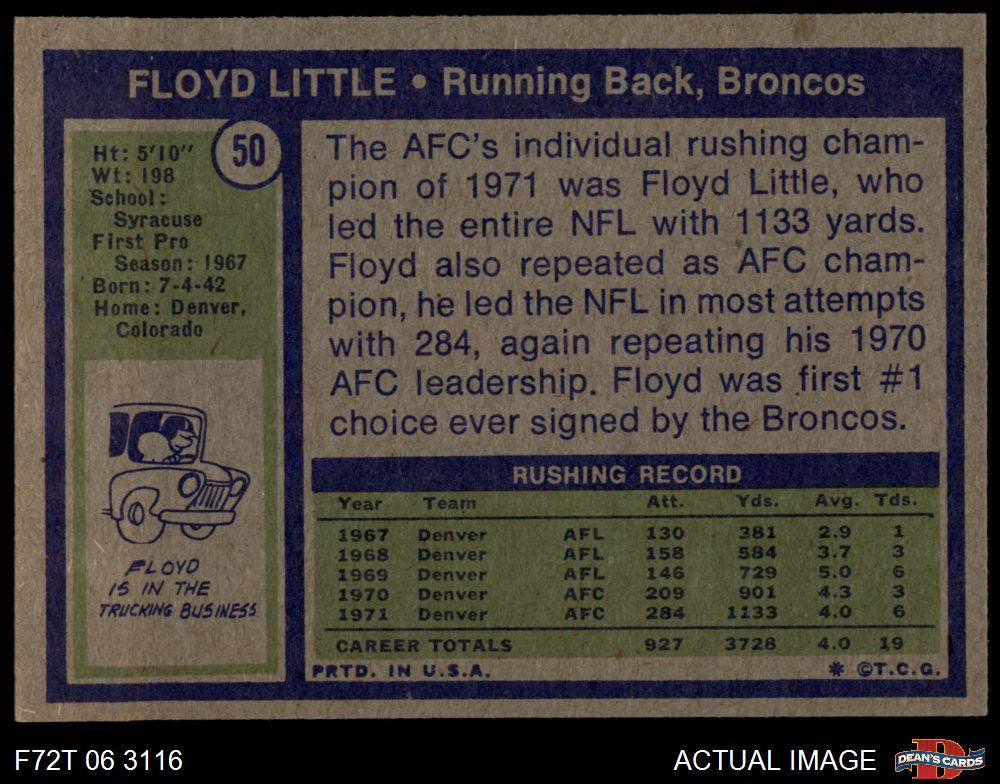 FLOYD LITTLE • Running Back, Broncos
50
Ht: 5'10"
Wt: 198
School:
Syracuse
First Pro
Season: 1967
Born: 7-4-42
Home: Denver,
Colorado
FLOYD
IS IN THE
TRUCKING BUSINESS
The AFC's individual rushing cham-
pion of 1971 was Floyd Little, who
led the entire NFL with 1133 yards.
Floyd also repeated as AFC cham-
pion, he led the NFL in most attempts
with 284, again repeating his 1970
AFC leadership. Floyd was first #1
choice ever signed by the Broncos.
RUSHING RECORD
Year Team Att. Yds. Avg. Tds.
1967 Denver AFL 130 381 2.9 1
1968 Denver AFL 158 584 3.7 3
1969 Denver AFL 146 729 5.0 6
1970 Denver AFC 209 901 4.3 3
1971 Denver AFC 284 1133 4.0 6
CAREER TOTALS 927 3728 4.0 19
PRTD. IN U.S.A. * ©T.C.G.
F72T 06 3116 ACTUAL IMAGE DEAN'S CARDS